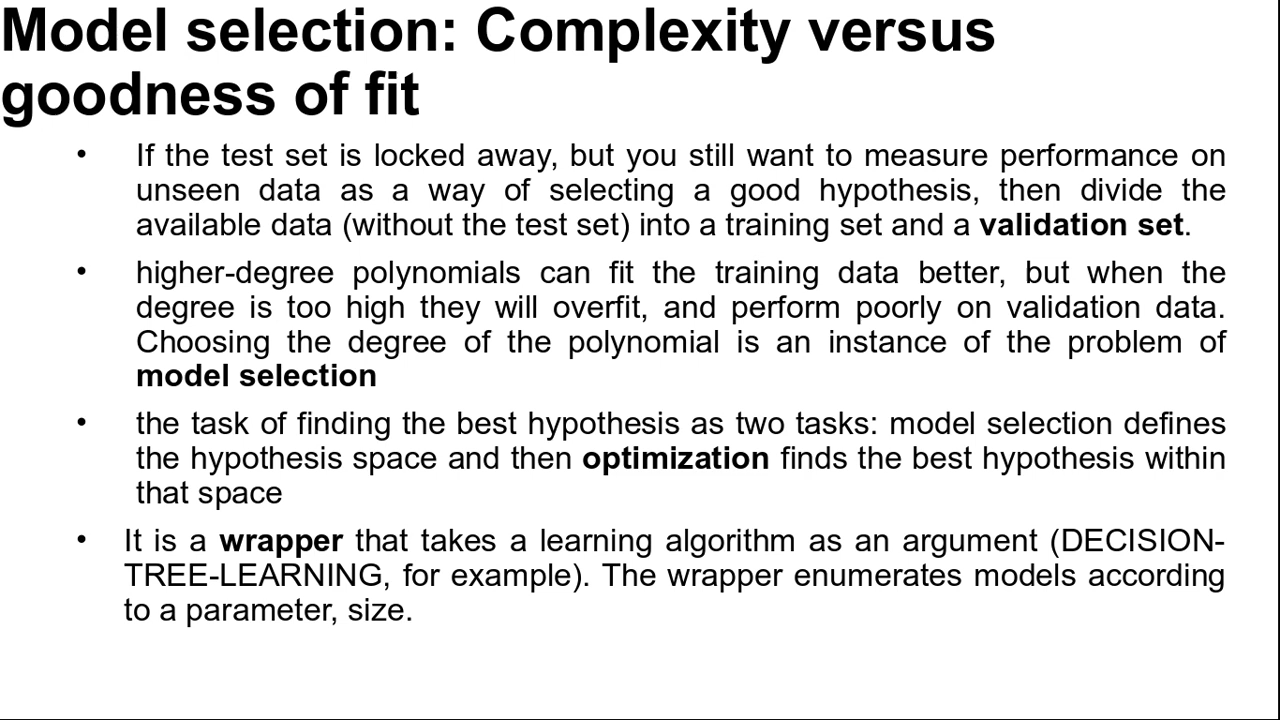 Model selection: Complexity versus
goodness of fit
• If the test set is locked away, but you still want to measure performance on
unseen data as a way of selecting a good hypothesis, then divide the
available data (without the test set) into a training set and a validation set.
• higher-degree polynomials can fit the training data better, but when the
degree is too high they will overfit, and perform poorly on validation data.
Choosing the degree of the polynomial is an instance of the problem of
model selection
• the task of finding the best hypothesis as two tasks: model selection defines
the hypothesis space and then optimization finds the best hypothesis within
that space
• It is a wrapper that takes a learning algorithm as an argument (DECISION-
TREE-LEARNING, for example). The wrapper enumerates models according
to a parameter, size.